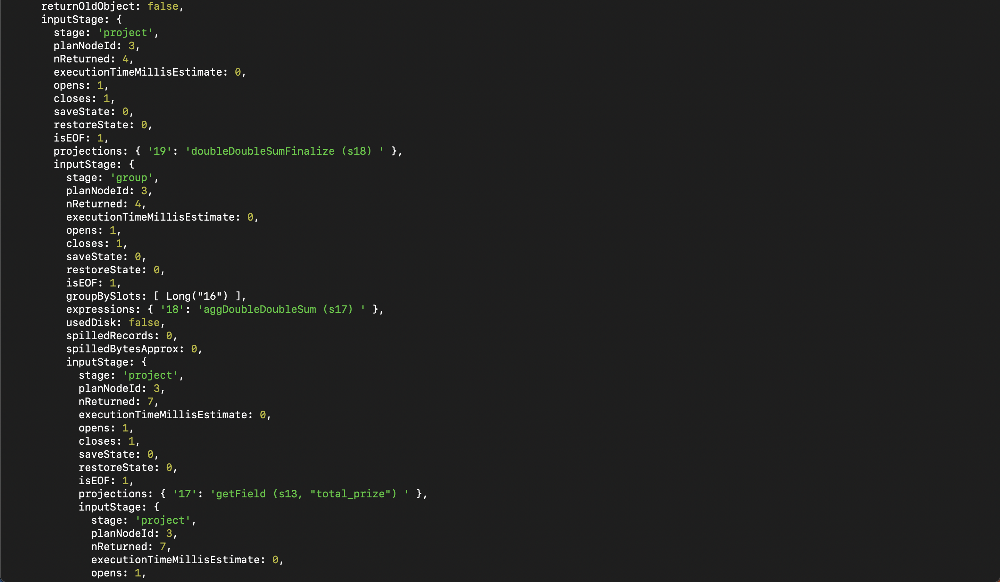 returnOldObject: false,
inputStage: {
stage: 'project',
planNodeId: 3,
nReturned: 4,
executionTimeMillisEstimate: 0,
opens: 1,
closes: 1,
saveState: 0,
restoreState: 0,
isEOF: 1,
projections: { '19': 'doubleDoubleSumFinalize (s18) ' },
inputStage: {
stage: 'group',
planNodeId: 3,
nReturned: 4,
executionTimeMillisEstimate: 0,
opens: 1,
closes: 1,
saveState: 0,
restoreState: 0,
isEOF: 1,
groupBySlots: [ Long("16") ],
expressions: { '18': 'aggDoubleDoubleSum (s17) ' },
usedDisk: false,
spilledRecords: 0,
spilledBytesApprox: 0,
inputStage: {
stage: 'project',
planNodeId: 3,
nReturned: 7,
executionTimeMillisEstimate: 0,
opens: 1,
closes: 1,
saveState: 0,
restoreState: 0,
isEOF: 1,
projections: { '17': 'getField (s13, "total_prize") ' },
inputStage: {
stage: 'project',
planNodeId: 3,
nReturned: 7,
executionTimeMillisEstimate: 0,
opens: 1,